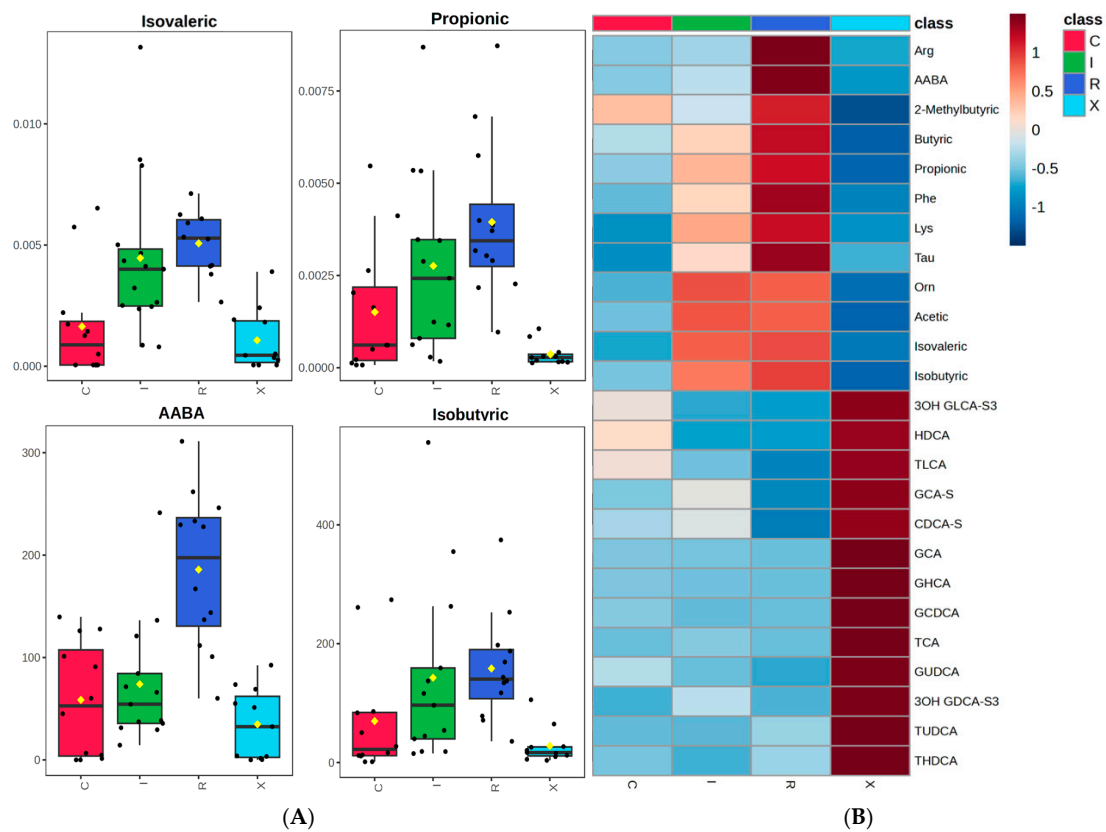 Isovaleric
0.010
0.005
0.000
C
I
R
X
Propionic
0.0075
0.0050
0.0025
0.0000
C
I
R
X
AABA
300
200
100
0
C
I
R
X
Isobutyric
400
200
0
C
I
R
X
(A)
class
Arg
AABA
2-Methylbutyric
Butyric
Propionic
Phe
Lys
Tau
Orn
Acetic
Isovaleric
Isobutyric
3OH GLCA-S3
HDCA
TLCA
GCA-S
CDCA-S
GCA
GHCA
GCDCA
TCA
GUDCA
3OH GDCA-S3
TUDCA
THDCA
C
I
R
X
1
0.5
0
-0.5
-1
class
C
I
R
X
(B)